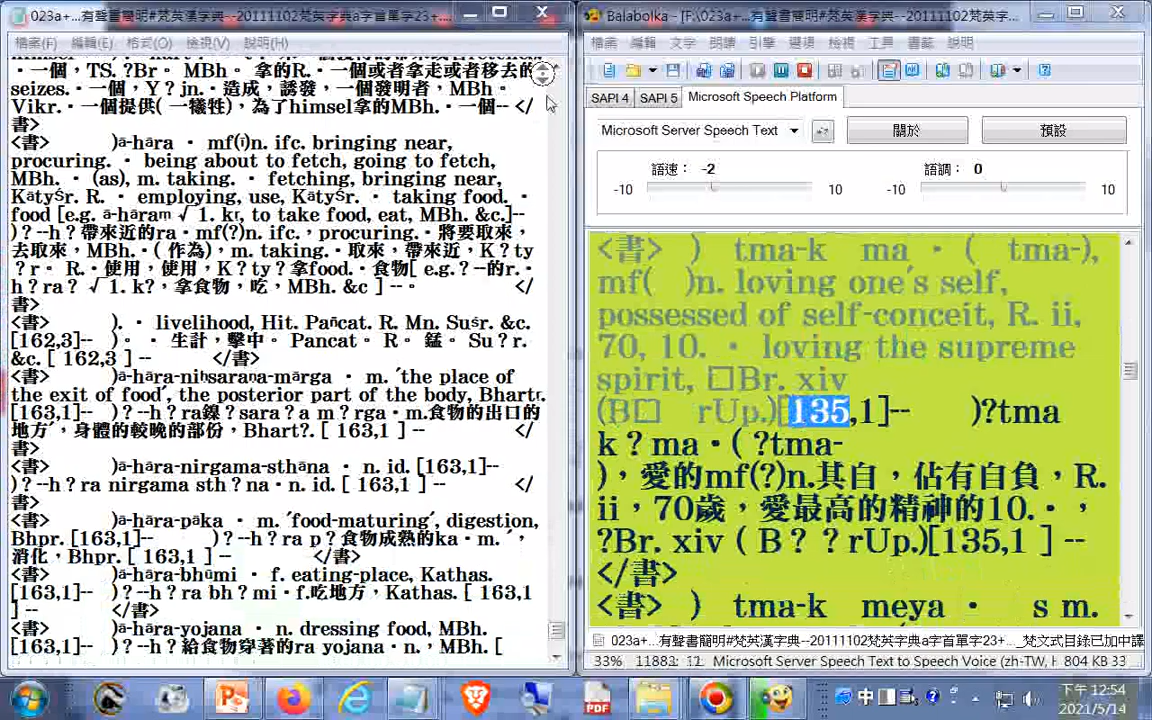 023a+...有聲書簡明#梵英漢字典--20111102梵英字典a字首單字23+...
檔案(F) 編輯(E) 格式(O) 檢視(V) 說明(H)
‧一個, TS. ?Br‧ MBh‧ 拿的R.‧一個或者拿走或者移去的
seizes.‧一個, Y?jn.‧造成,誘發,一個發明者, MBh‧
Vikr.‧一個提供( 一犧牲),為了himsel拿的MBh.‧一個-- </
書>
<書> )ā-hāra ‧ mf(ī)n. ifc. bringing near,
procuring. ‧ being about to fetch, going to fetch,
MBh. ‧ (as), m. taking. ‧ fetching, bringing near,
KātyŚr. R. ‧ employing, use, KātyŚr. ‧ taking food. ‧
food [e.g. ā-hāraṃ √ 1. kṛ, to take food, eat, MBh. &c.]--
)? --h?帶來近的ra‧mf(?)n. ifc., procuring.‧將要取來,
去取來, MBh.‧( 作為), m. taking.‧取來,帶來近, K?ty
?r‧ R.‧使用,使用, K?ty?拿food.‧食物[ e.g.?--的r.‧
h?ra? √ 1. k?, 拿食物,吃, MBh. &c ] --。 </
書>
<書> ). ‧ livelihood, Hit. Pañcat. R. Mn. Suśr. &c.
[162,3] )。‧生計,擊中。 Pancat. R。錳。 Su?r.
&c. [ 162,3 ] -- </書>
<書> )ā-hāra-niḥsaraṇa-mārga ‧ m. 'the place of
the exit of food', the posterior part of the body, Bhartṛ.
[163,1]-- )?--h?ra鎳?sara?a m?rga‧m.食物的出口的
地方',身體的較晚的部份, Bhart?. [ 163,1 ] -- </書>
<書> )ā-hāra-nirgama-sthāna ‧ n. id. [163,1]--
)?--h?ra nirgama sth?na‧n. id. [ 163,1 ] -- </
書>
<書> )ā-hāra-pāka ‧ m. 'food-maturing', digestion,
Bhpr. [163,1]-- )?--h?ra p?食物成熟的ka‧m.',
消化, Bhpr. [ 163,1 ] -- </書>
<書> )ā-hāra-bhūmi ‧ f. eating-place, Kathas.
[163,1]-- )?--h?ra bh?mi‧f.吃地方, Kathas. [ 163,1
] -- </書>
<書> )ā-hāra-yojana ‧ n. dressing food, MBh.
[163,1]-- )?--h?給食物穿著的ra yojana‧n., MBh. [
Balabolka - [F:\023a+...有聲書簡明#梵英漢字典--20111102梵英字...
檔案 編輯 文字 朗讀 引擎 選項 檢視 工具 書籤 說明
SAPI 4 SAPI 5 Microsoft Speech Platform
Microsoft Server Speech Text 關於 預設
語速: -2 語調: 0
-10 10 -10 10
<書> ) tma-k ma ‧ ( tma-),
mf( )n. loving one's self,
possessed of self-conceit, R. ii,
70, 10. ‧ loving the supreme
spirit, □Br. xiv
(B□ rUp.)[135,1]-- )?tma
k?ma‧( ?tma-
),愛的mf(?)n.其自,佔有自負, R.
ii,70歲,愛最高的精神的10.‧,
?Br. xiv ( B??rUp.)[135,1 ] --
</書>
<書> ) tma-k meya ‧ s m.
023a+...有聲書簡明#梵英漢字典--20111102梵英字典a字首單字23+..._梵文式目錄已加中譯
33% 11883: 11: Microsoft Server Speech Text to Speech Voice (zh-TW, H 804 KB 33
中 下午 12:54
2021/5/14